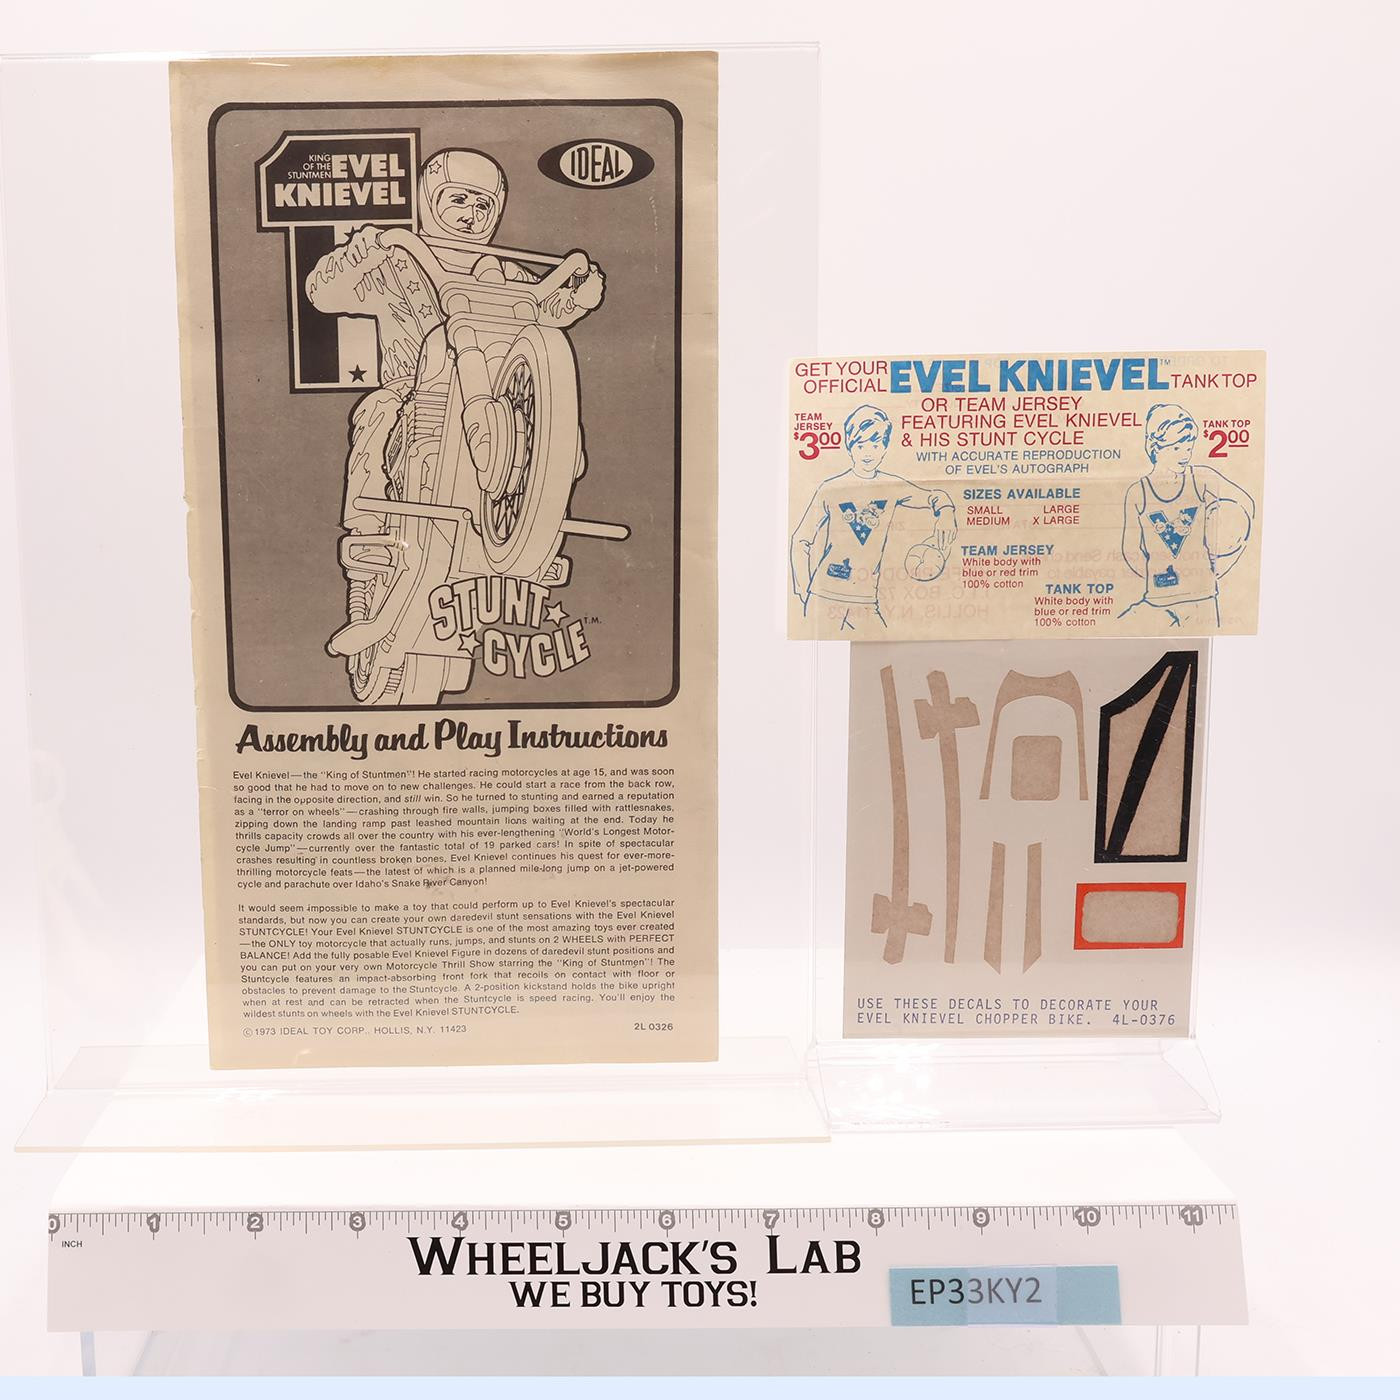 KING
OF THE
STUNTMEN
EVEL
KNIEVEL
IDEAL
STUNT
CYCLE T.M.
Assembly and Play Instructions
Evel Knievel—the "King of Stuntmen"! He started racing motorcycles at age 15, and was soon
so good that he had to move on to new challenges. He could start a race from the back row,
facing in the opposite direction, and still win. So he turned to stunting and earned a reputation
as a "terror on wheels"—crashing through fire walls, jumping boxes filled with rattlesnakes,
zipping down the landing ramp past leashed mountain lions waiting at the end. Today he
thrills capacity crowds all over the country with his ever-lengthening "World's Longest Motor-
cycle Jump"—currently over the fantastic total of 19 parked cars! In spite of spectacular
crashes resulting in countless broken bones, Evel Knievel continues his quest for ever-more-
thrilling motorcycle feats—the latest of which is a planned mile-long jump on a jet-powered
cycle and parachute over Idaho's Snake River Canyon!
It would seem impossible to make a toy that could perform up to Evel Knievel's spectacular
standards, but now you can create your own daredevil stunt sensations with the Evel Knievel
STUNTCYCLE! Your Evel Knievel STUNTCYCLE is one of the most amazing toys ever created
—the ONLY toy motorcycle that actually runs, jumps, and stunts on 2 WHEELS with PERFECT
BALANCE! Add the fully posable Evel Knievel Figure in dozens of daredevil stunt positions and
you can put on your very own Motorcycle Thrill Show starring the "King of Stuntmen"! The
Stuntcycle features an impact-absorbing front fork that recoils on contact with floor or
obstacles to prevent damage to the Stuntcycle. A 2-position kickstand holds the bike upright
when at rest and can be retracted when the Stuntcycle is speed racing. You'll enjoy the
wildest stunts on wheels with the Evel Knievel STUNTCYCLE.
© 1973 IDEAL TOY CORP., HOLLIS, N.Y. 11423 2L 0326
GET YOUR
OFFICIAL EVEL KNIEVEL™ TANK TOP
OR TEAM JERSEY
FEATURING EVEL KNIEVEL
& HIS STUNT CYCLE
WITH ACCURATE REPRODUCTION
OF EVEL'S AUTOGRAPH
TEAM
JERSEY
$3.00
TANK TOP
$2.00
SIZES AVAILABLE
SMALL LARGE
MEDIUM X LARGE
TEAM JERSEY
White body with
blue or red trim
100% cotton
TANK TOP
White body with
blue or red trim
100% cotton
USE THESE DECALS TO DECORATE YOUR
EVEL KNIEVEL CHOPPER BIKE. 4L-0376
0 1 2 3 4 5 6 7 8 9 10 11
INCH
WHEELJACK'S LAB
WE BUY TOYS!
EP33KY2